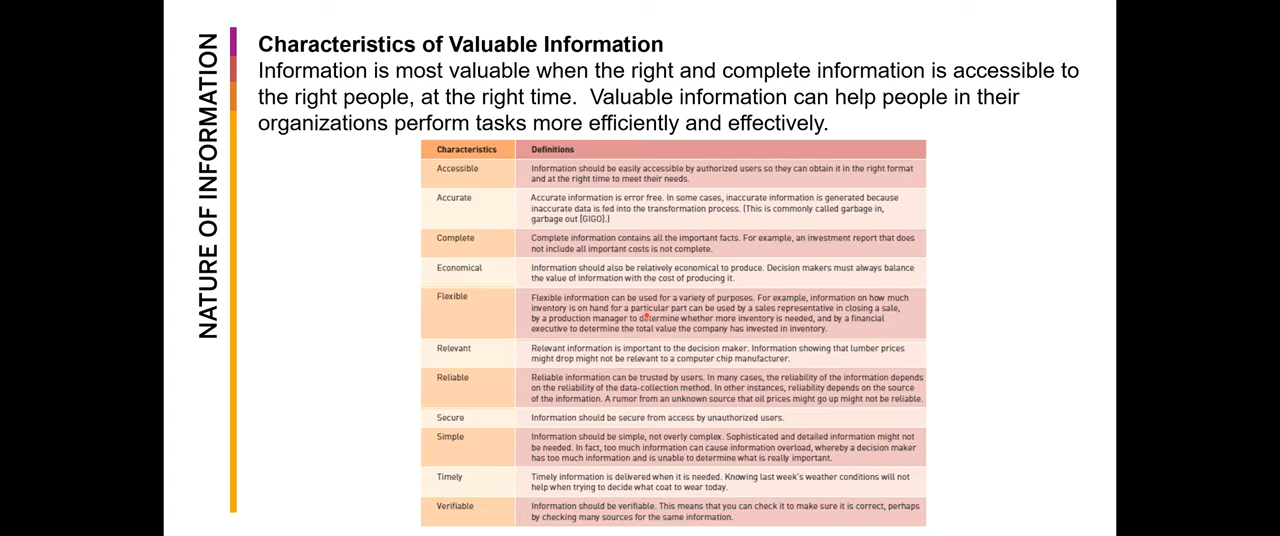 NATURE OF INFORMATION
Characteristics of Valuable Information
Information is most valuable when the right and complete information is accessible to
the right people, at the right time.  Valuable information can help people in their
organizations perform tasks more efficiently and effectively.
Characteristics Definitions
Accessible Information should be easily accessible by authorized users so they can obtain it in the right format
and at the right time to meet their needs.
Accurate Accurate information is error free. In some cases, inaccurate information is generated because
inaccurate data is fed into the transformation process. (This is commonly called garbage in,
garbage out [GIGO].)
Complete Complete information contains all the important facts. For example, an investment report that does
not include all important costs is not complete.
Economical Information should also be relatively economical to produce. Decision makers must always balance
the value of information with the cost of producing it.
Flexible Flexible information can be used for a variety of purposes. For example, information on how much
inventory is on hand for a particular part can be used by a sales representative in closing a sale,
by a production manager to determine whether more inventory is needed, and by a financial
executive to determine the total value the company has invested in inventory.
Relevant Relevant information is important to the decision maker. Information showing that lumber prices
might drop might not be relevant to a computer chip manufacturer.
Reliable Reliable information can be trusted by users. In many cases, the reliability of the information depends
on the reliability of the data-collection method. In other instances, reliability depends on the source
of the information. A rumor from an unknown source that oil prices might go up might not be reliable.
Secure Information should be secure from access by unauthorized users.
Simple Information should be simple, not overly complex. Sophisticated and detailed information might not
be needed. In fact, too much information can cause information overload, whereby a decision maker
has too much information and is unable to determine what is really important.
Timely Timely information is delivered when it is needed. Knowing last week's weather conditions will not
help when trying to decide what coat to wear today.
Verifiable Information should be verifiable. This means that you can check it to make sure it is correct, perhaps
by checking many sources for the same information.